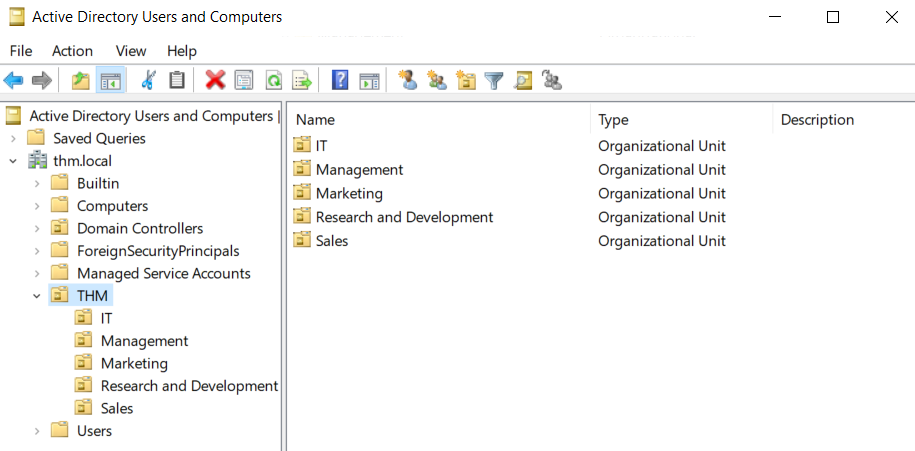 Active Directory Users and Computers
File Action View Help
Active Directory Users and Computers
Saved Queries
thm.local
Builtin
Computers
Domain Controllers
ForeignSecurityPrincipals
Managed Service Accounts
THM
IT
Management
Marketing
Research and Development
Sales
Users
Name Type Description
IT Organizational Unit
Management Organizational Unit
Marketing Organizational Unit
Research and Development Organizational Unit
Sales Organizational Unit